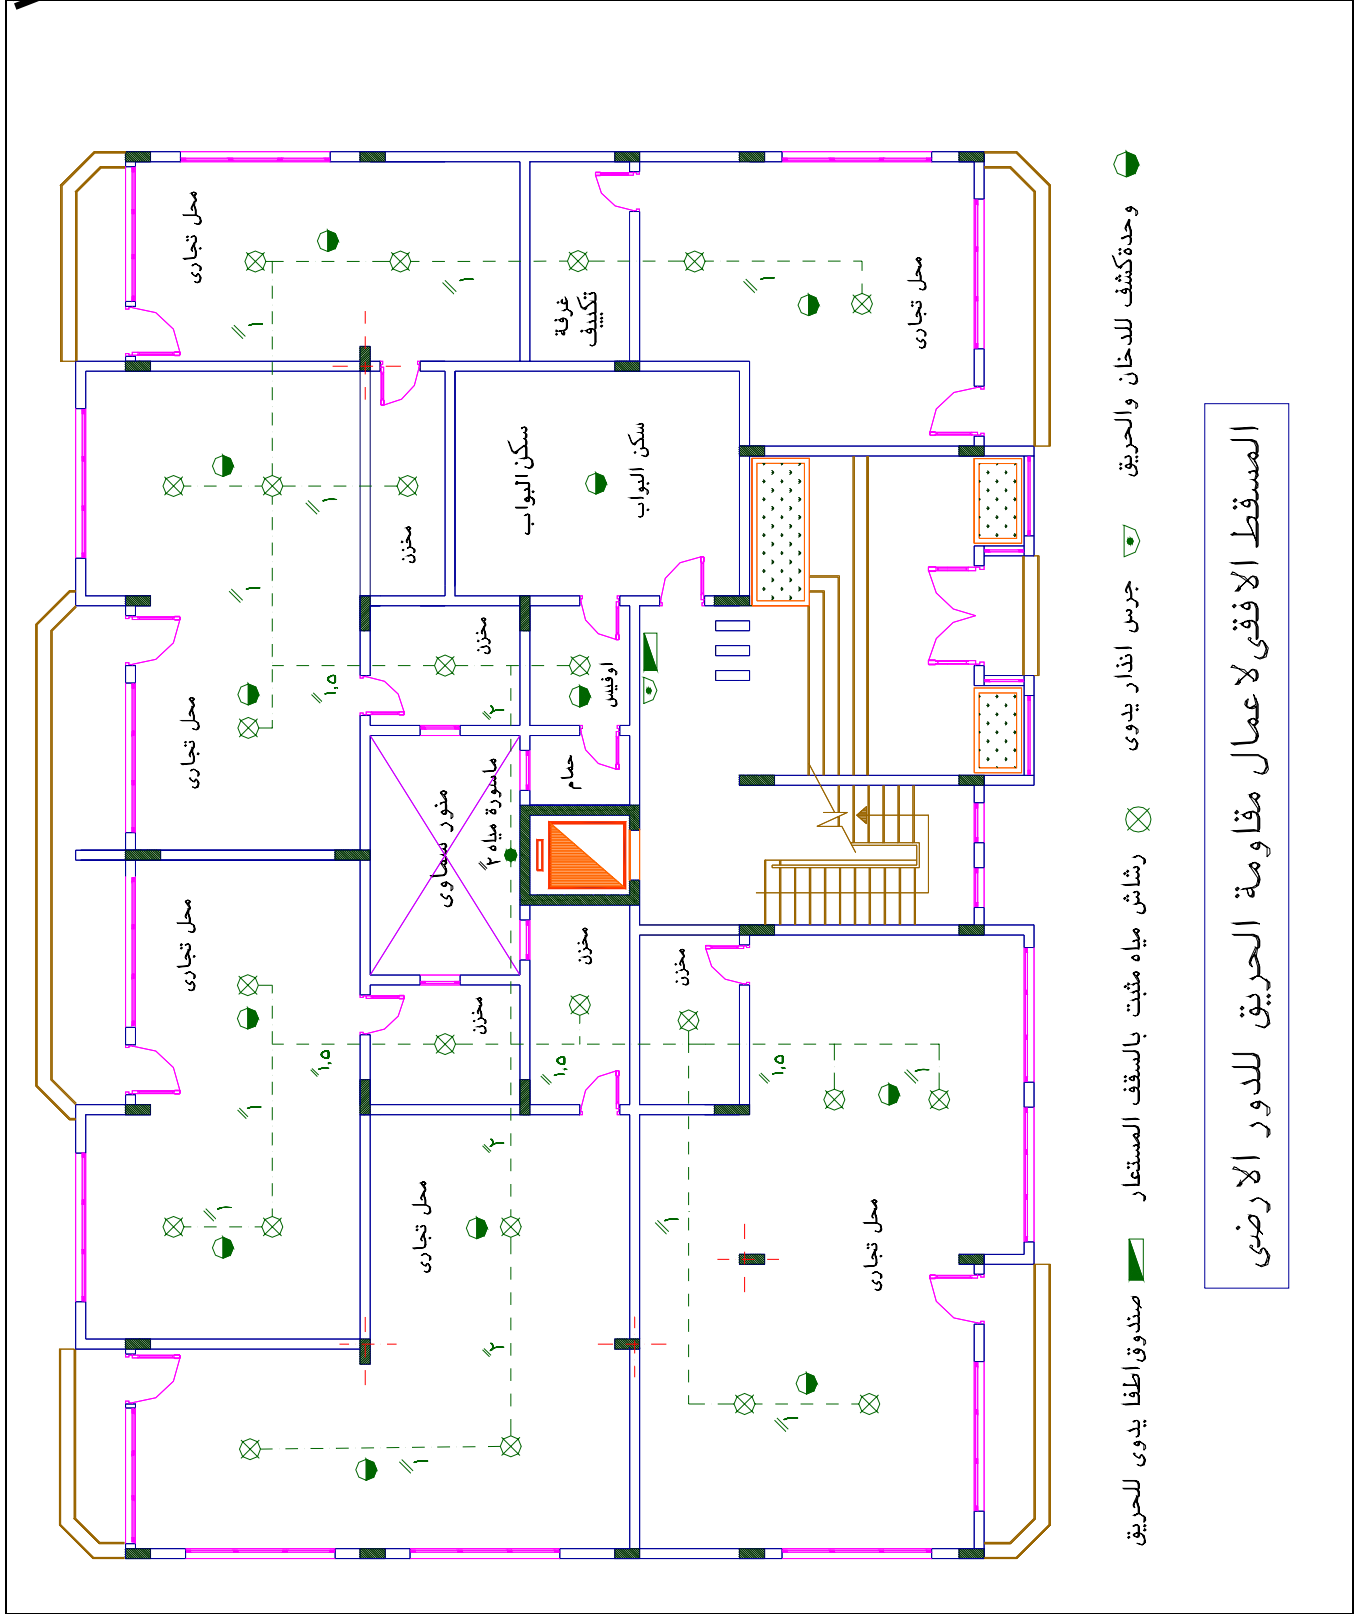 المسقط الافقى لاعمال مقاومة الحريق للدور الارضى
وحدة كشف للدخان والحريق
جرس انذار يدوى
رشاش مياه مثبت بالسقف المستعار
صندوق اطفا يدوى للحريق
محل تجارى
غرفة
تكييف
محل تجارى
سكن البواب
سكن البواب
مخزن
مخزن
اوفيس
محل تجارى
حمام
منور سماوى
ماسورة مياه ٢"
محل تجارى
مخزن
مخزن
مخزن
محل تجارى
محل تجارى
١"
١"
١"
١"
١"
١,٥"
٢"
١,٥"
١,٥"
١,٥"
١"
١"
١"
٢"
١"
٢"
١"
١"